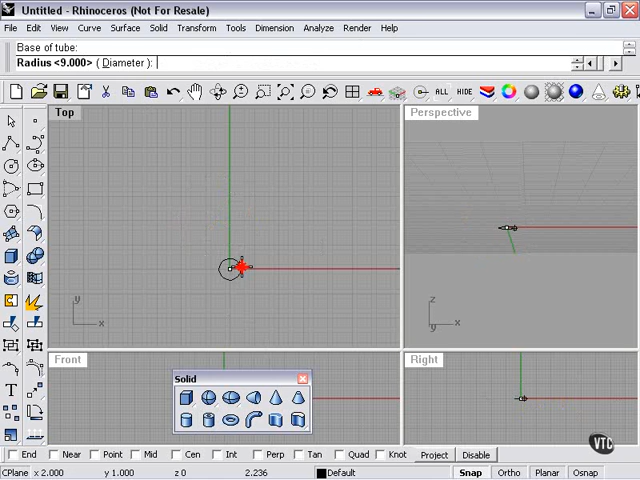 Untitled - Rhinoceros (Not For Resale)
File Edit View Curve Surface Solid Transform Tools Dimension Analyze Render Help
Base of tube:
Radius <9.000> ( Diameter ):
ALL HIDE
Top
Perspective
y
x
z
y
x
Front
Right
Solid
T
VTC
End Near Point Mid Cen Int Perp Tan Quad Knot Project Disable
CPlane x 2.000 y 1.000 z 0 2.236 Default Snap Ortho Planar Osnap